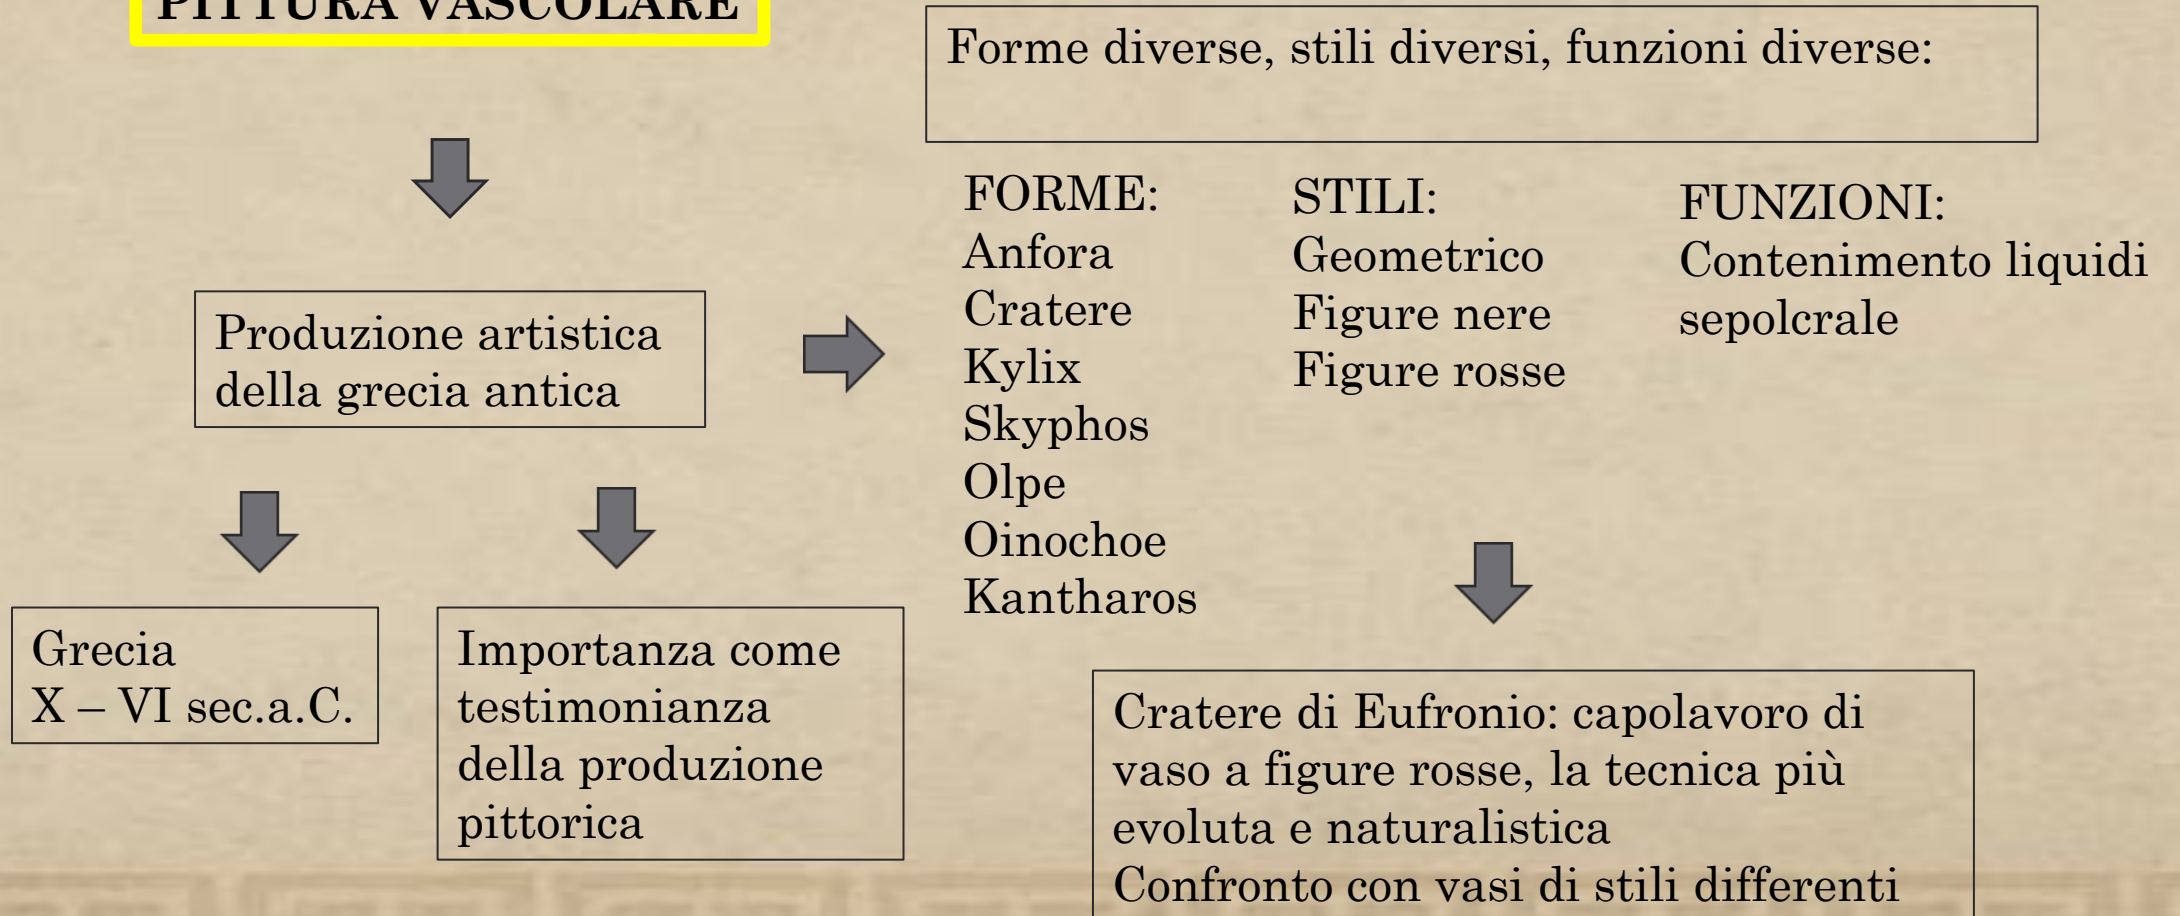 PITTURA VASCOLARE
Produzione artistica
della grecia antica
Grecia
X – VI sec.a.C.
Importanza come
testimonianza
della produzione
pittorica
Forme diverse, stili diversi, funzioni diverse:
FORME:
Anfora
Cratere
Kylix
Skyphos
Olpe
Oinochoe
Kantharos
STILI:
Geometrico
Figure nere
Figure rosse
FUNZIONI:
Contenimento liquidi
sepolcrale
Cratere di Eufronio: capolavoro di
vaso a figure rosse, la tecnica più
evoluta e naturalistica
Confronto con vasi di stili differenti